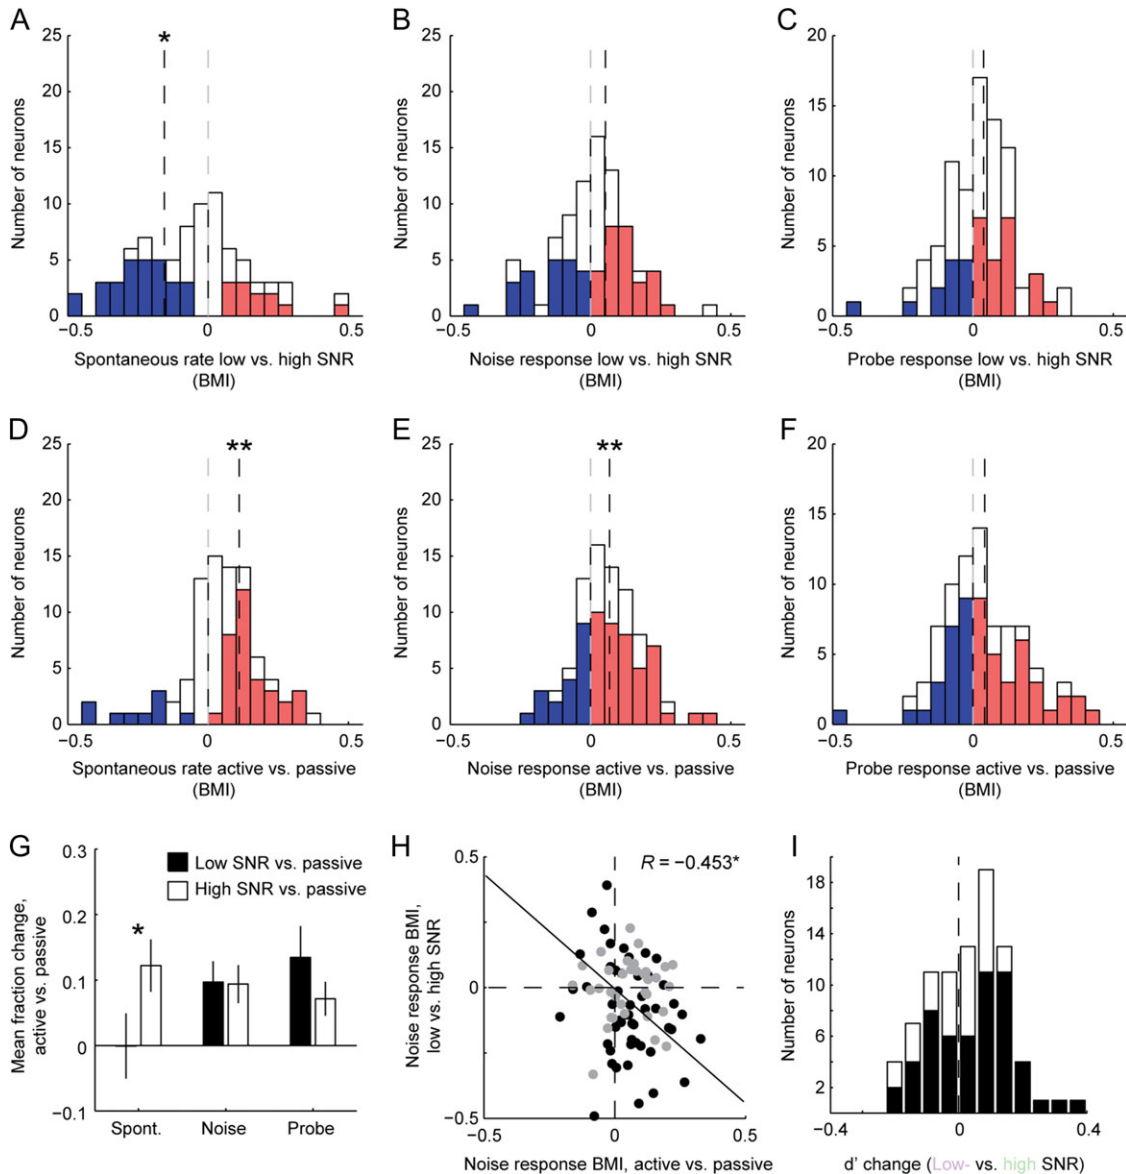 A
B
C
*
25
20
15
10
5
0
−0.5
0
0.5
Number of neurons
Spontaneous rate low vs. high SNR
(BMI)
25
20
15
10
5
0
−0.5
0
0.5
Number of neurons
Noise response low vs. high SNR
(BMI)
20
15
10
5
0
−0.5
0
0.5
Number of neurons
Probe response low vs. high SNR
(BMI)
D
E
F
**
25
20
15
10
5
0
−0.5
0
0.5
Number of neurons
Spontaneous rate active vs. passive
(BMI)
**
25
20
15
10
5
0
−0.5
0
0.5
Number of neurons
Noise response active vs. passive
(BMI)
20
15
10
5
0
−0.5
0
0.5
Number of neurons
Probe response active vs. passive
(BMI)
G
H
I
0.3
0.2
0.1
0
−0.1
Mean fraction change,
active vs. passive
Low SNR vs. passive
High SNR vs. passive
*
Spont.
Noise
Probe
0.5
0
−0.5
Noise response BMI,
low vs. high SNR
R = −0.453*
−0.5
0
0.5
Noise response BMI, active vs. passive
18
14
10
6
2
Number of neurons
−0.4
0
0.4
d' change (Low- vs. high SNR)